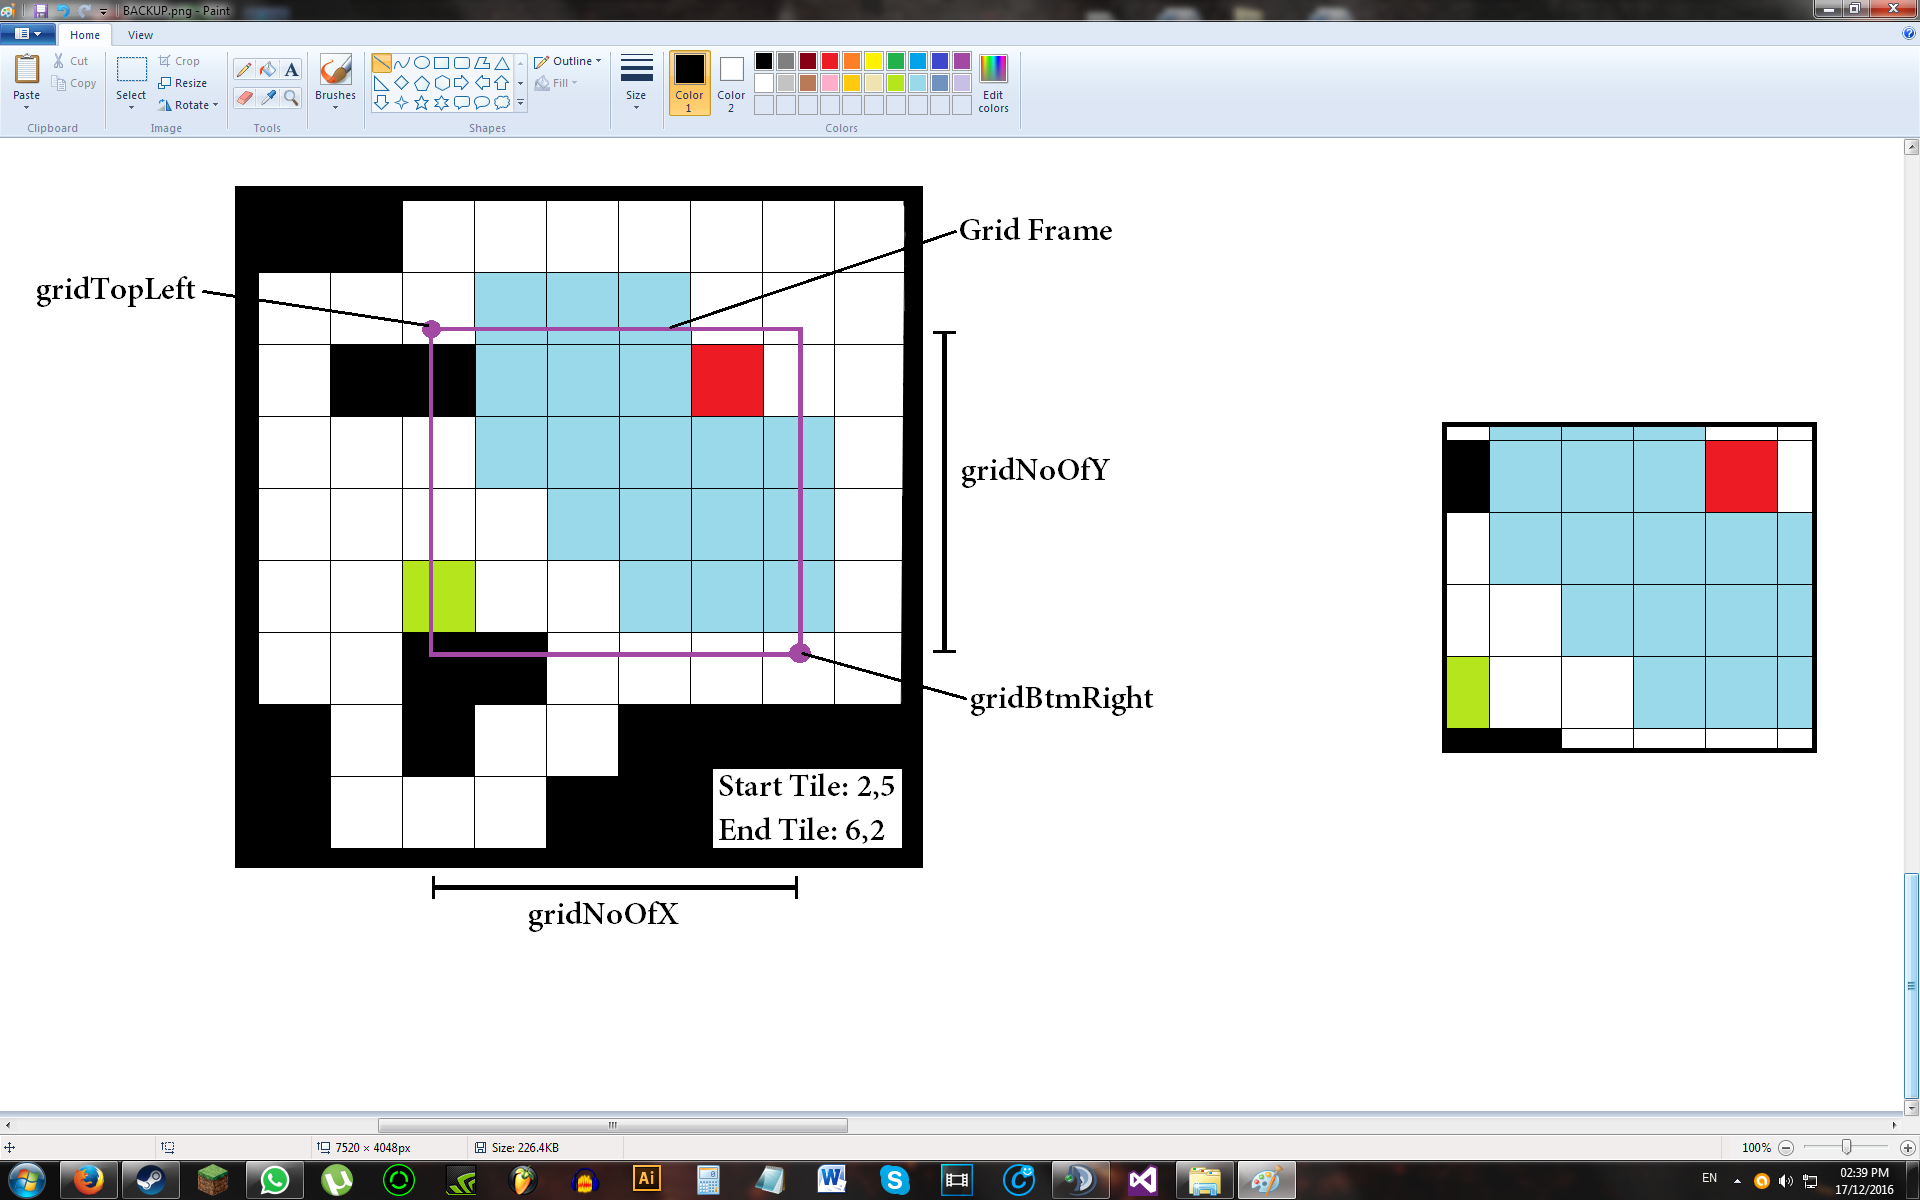 BACKUP.png - Paint
Home
View
Paste
Cut
Copy
Clipboard
Select
Crop
Resize
Rotate
Image
A
Tools
Brushes
Outline
Fill
Shapes
Size
Color 1
Color 2
Edit colors
Colors
Grid Frame
gridTopLeft
gridNoOfY
gridBtmRight
Start Tile: 2,5
End Tile: 6,2
gridNoOfX
7520 × 4048px
Size: 226.4KB
100%
Ai
W
S
EN
02:39 PM
17/12/2016